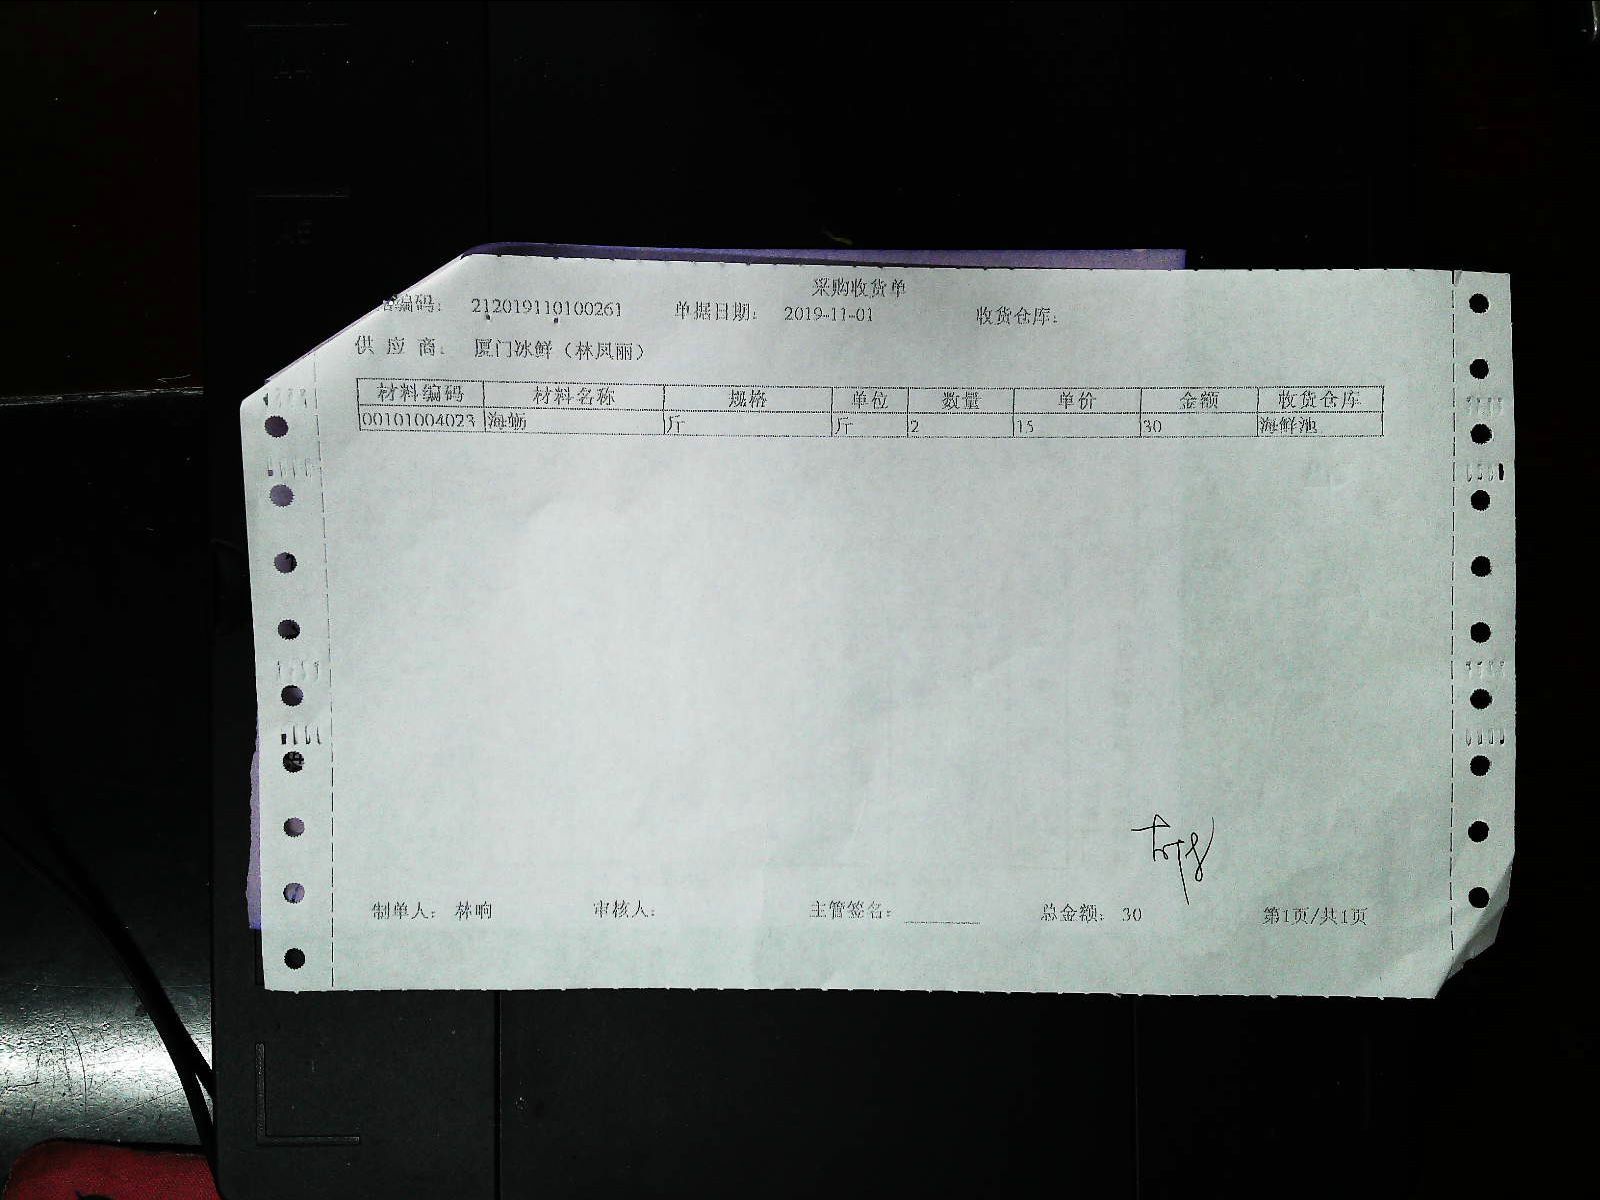 采购收货单
编码: 212019110100261 单据日期: 2019-11-01 收货仓库:
供应商: 厦门冰鲜（林凤丽）
材料编码 材料名称 规格 单位 数量 单价 金额 收货仓库
00101004023 海蛎 斤 斤 2 15 30 海鲜池
制单人: 林响 审核人: 主管签名: 总金额: 30 第1页/共1页